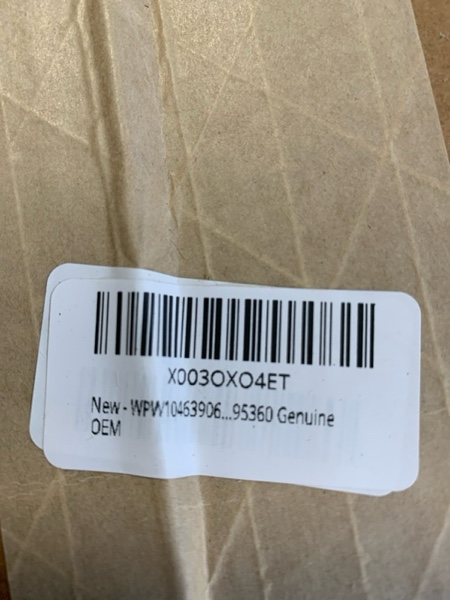 X003OXO4ET
New - WPW10463906...95360 Genuine
OEM